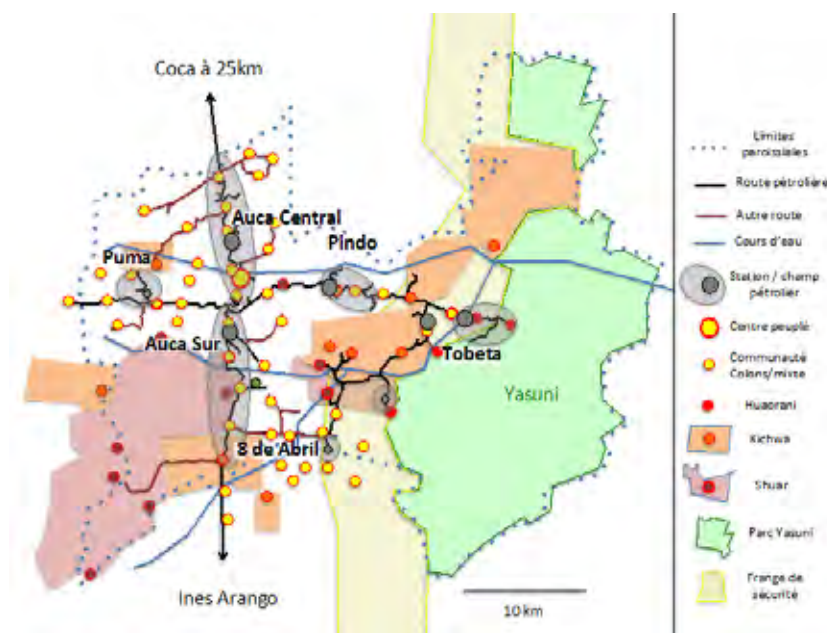 Coca à 25km
Auca Central
Pindo
Puma
Auca Sur
Tobeta
Yasuni
8 de Abril
Ines Arango
10 km
Limites
paroissiales
Route pétrolière
Autre route
Cours d'eau
Station / champ
pétrolier
Centre peuplé
Communauté
Colons/mixte
Huaorani
Kichwa
Shuar
Parc Yasuni
Frange de
sécurité